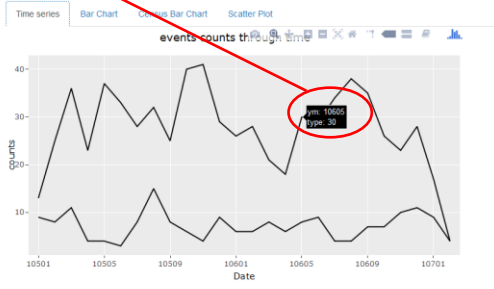 Time series Bar Chart Census Bar Chart Scatter Plot
events counts through time
40
30
20
10
counts
ym: 10605
type: 30
10501 10505 10509 10601 10605 10609 10701
Date